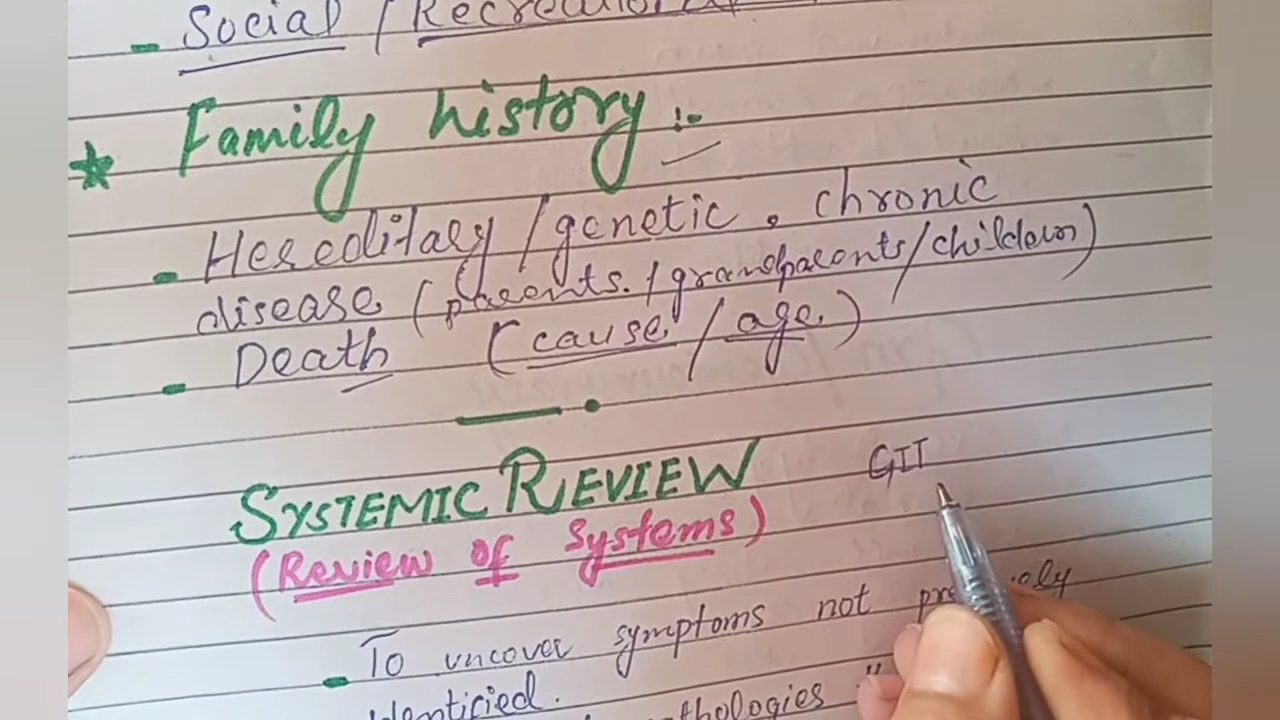 - Social / Recreational
★ Family history :-
- Hereditary / genetic, chronic
disease (parents. / grandparents / children)
- Death (cause / age)
SYSTEMIC REVIEW GIT
(Review of Systems)
- To uncover symptoms not
identified.
"